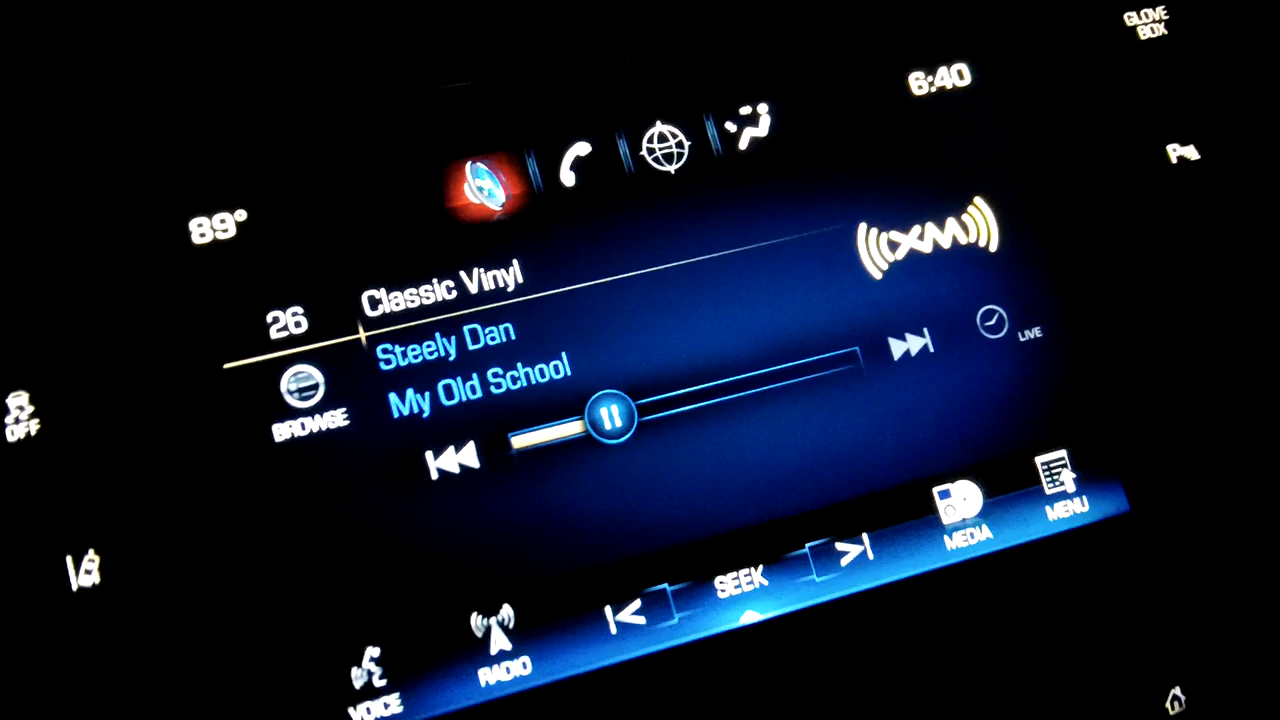 GLOVE
BOX
6:40
P
89°
XM
26
Classic Vinyl
Steely Dan
My Old School
LIVE
BROWSE
OFF
MENU
MEDIA
SEEK
RADIO
VOICE